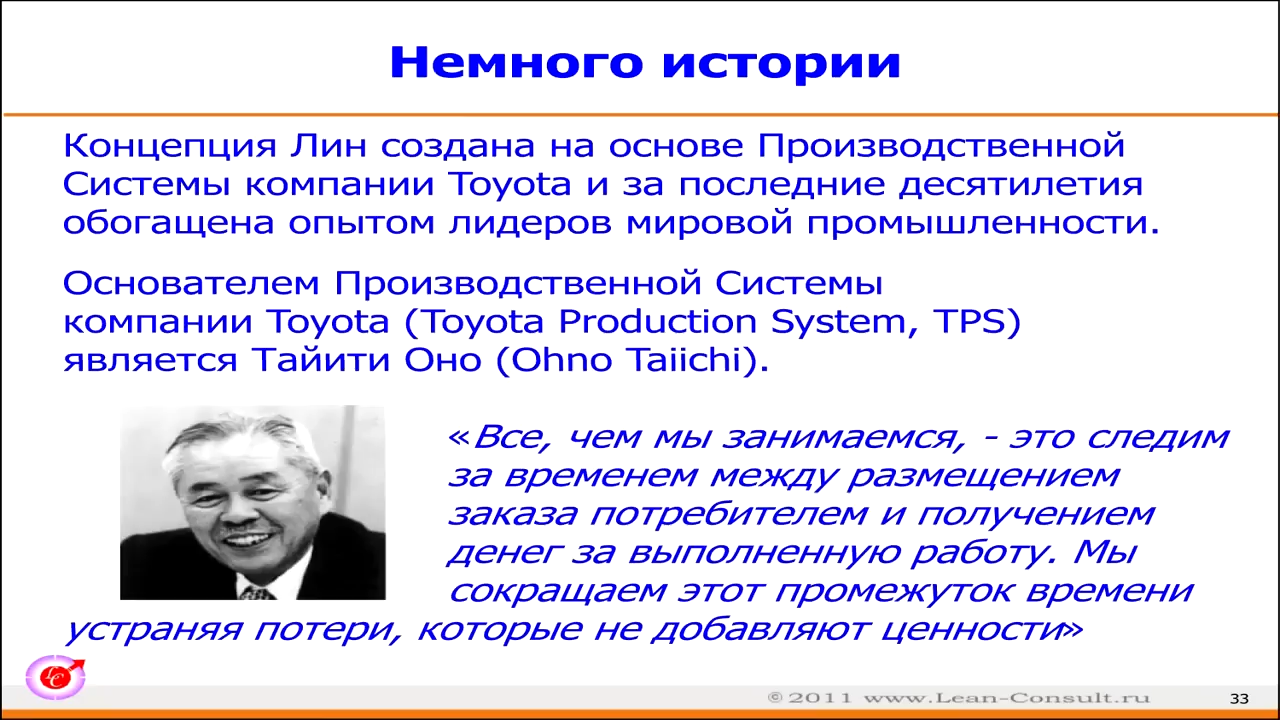 Немного истории
Концепция Лин создана на основе Производственной
Системы компании Toyota и за последние десятилетия
обогащена опытом лидеров мировой промышленности.
Основателем Производственной Системы
компании Toyota (Toyota Production System, TPS)
является Тайити Оно (Ohno Taiichi).
«Все, чем мы занимаемся, - это следим
за временем между размещением
заказа потребителем и получением
денег за выполненную работу. Мы
сокращаем этот промежуток времени
устраняя потери, которые не добавляют ценности»
LC
© 2011 www.Lean-Consult.ru
33